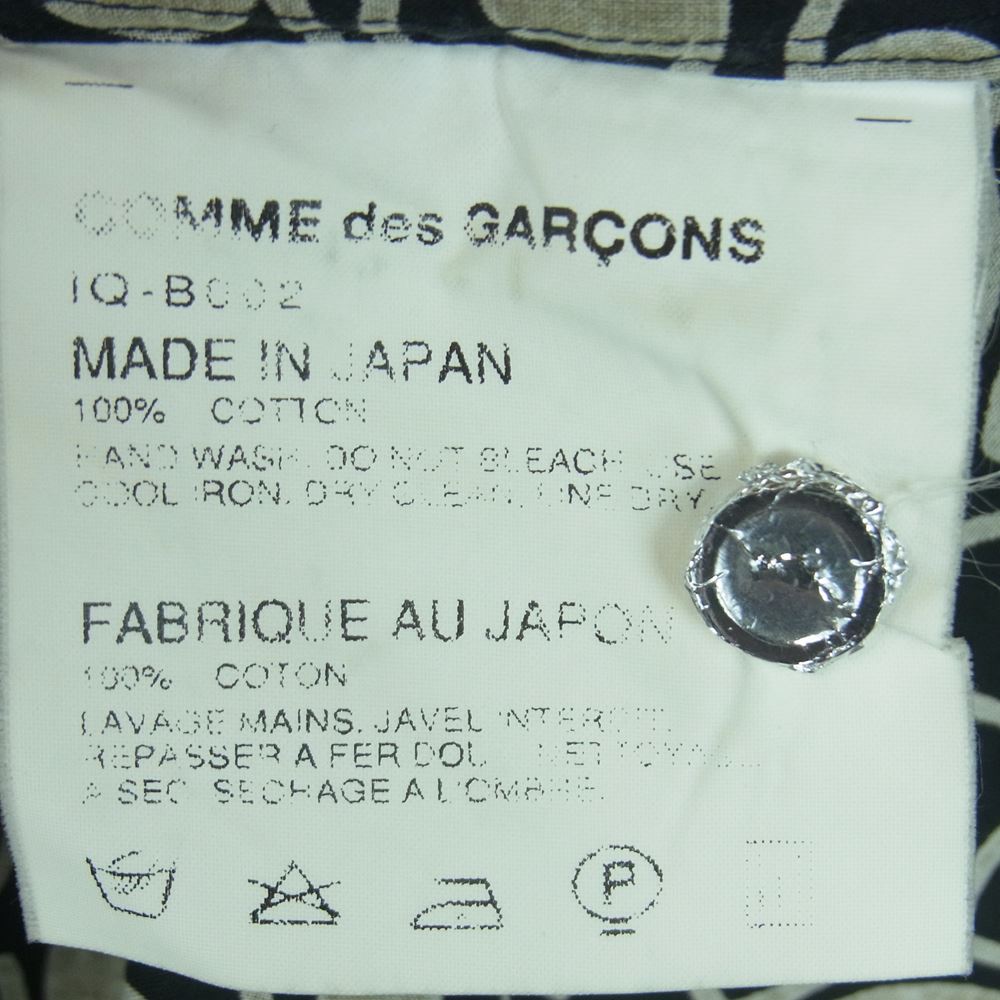 COMME des GARÇONS
IQ-B002
MADE IN JAPAN
100% COTTON
HAND WASH. DO NOT BLEACH. USE
COOL IRON. DRY CLEAN. LINE DRY.
FABRIQUE AU JAPON
100% COTON
LAVAGE MAINS. JAVEL INTERDIT.
REPASSER A FER DOUX. NETTOYAGE
A SEC. SECHAGE A L'OMBRE.
P